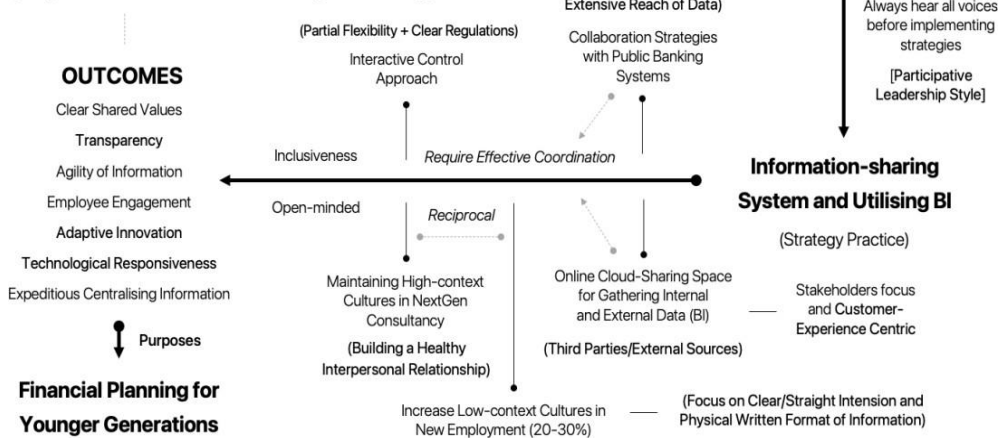 Extensive Reach of Data)
(Partial Flexibility + Clear Regulations)
Interactive Control
Approach
Collaboration Strategies
with Public Banking
Systems
Always hear all voices
before implementing
strategies
[Participative
Leadership Style]
OUTCOMES
Clear Shared Values
Transparency
Agility of Information
Employee Engagement
Adaptive Innovation
Technological Responsiveness
Expeditious Centralising Information
Purposes
Financial Planning for
Younger Generations
Inclusiveness
Require Effective Coordination
Open-minded
Reciprocal
Information-sharing
System and Utilising BI
(Strategy Practice)
Maintaining High-context
Cultures in NextGen
Consultancy
(Building a Healthy
Interpersonal Relationship)
Online Cloud-Sharing Space
for Gathering Internal
and External Data (BI)
(Third Parties/External Sources)
Stakeholders focus
and Customer-
Experience Centric
Increase Low-context Cultures in
New Employment (20-30%)
(Focus on Clear/Straight Intension and
Physical Written Format of Information)